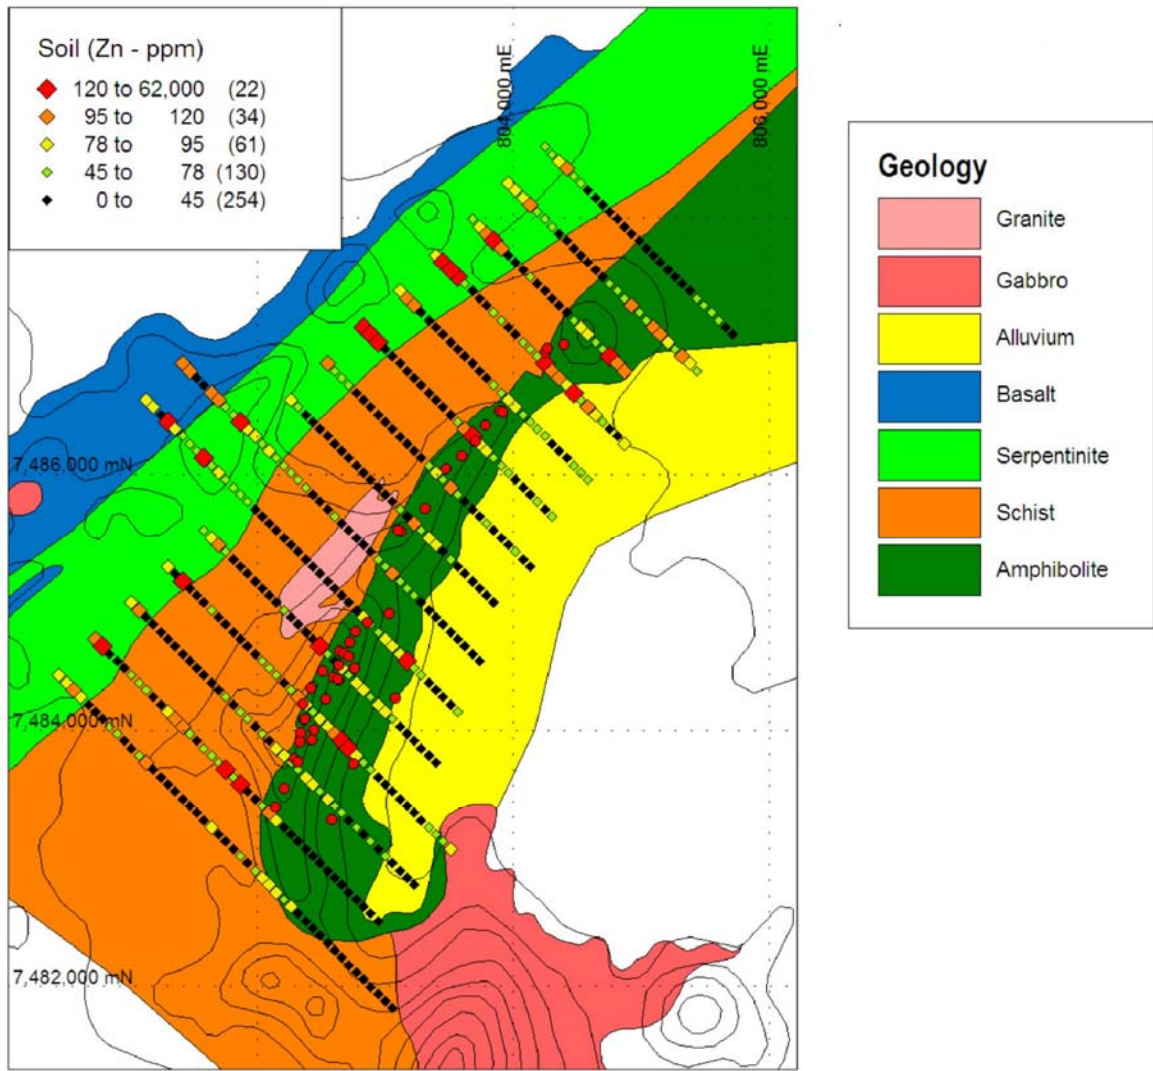 Soil (Zn - ppm)
120 to 62,000 (22)
95 to 120 (34)
78 to 95 (61)
45 to 78 (130)
0 to 45 (254)
804,000 mE
806,000 mE
7,486,000 mN
7,484,000 mN
7,482,000 mN
Geology
Granite
Gabbro
Alluvium
Basalt
Serpentinite
Schist
Amphibolite